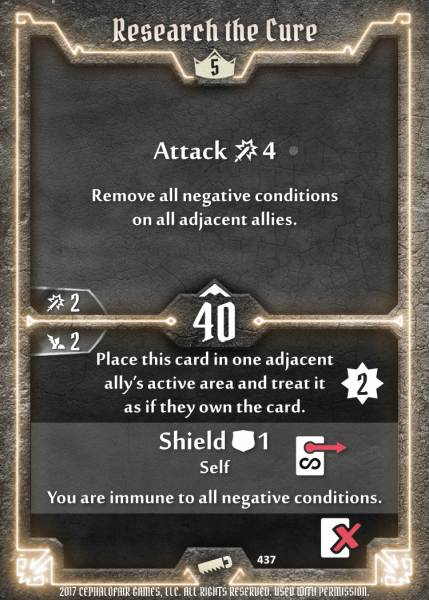 Research the Cure
5
Attack 4
Remove all negative conditions
on all adjacent allies.
2
40
2
Place this card in one adjacent
ally's active area and treat it
as if they own the card.
2
Shield 1
Self
You are immune to all negative conditions.
437
2017 Cephalofair Games, LLC. All rights reserved. Used with permission.